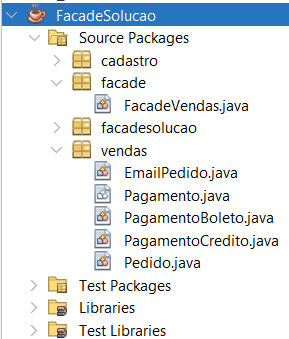 FacadeSolucao
Source Packages
cadastro
facade
FacadeVendas.java
facadesolucao
vendas
EmailPedido.java
Pagamento.java
PagamentoBoleto.java
PagamentoCredito.java
Pedido.java
Test Packages
Libraries
Test Libraries